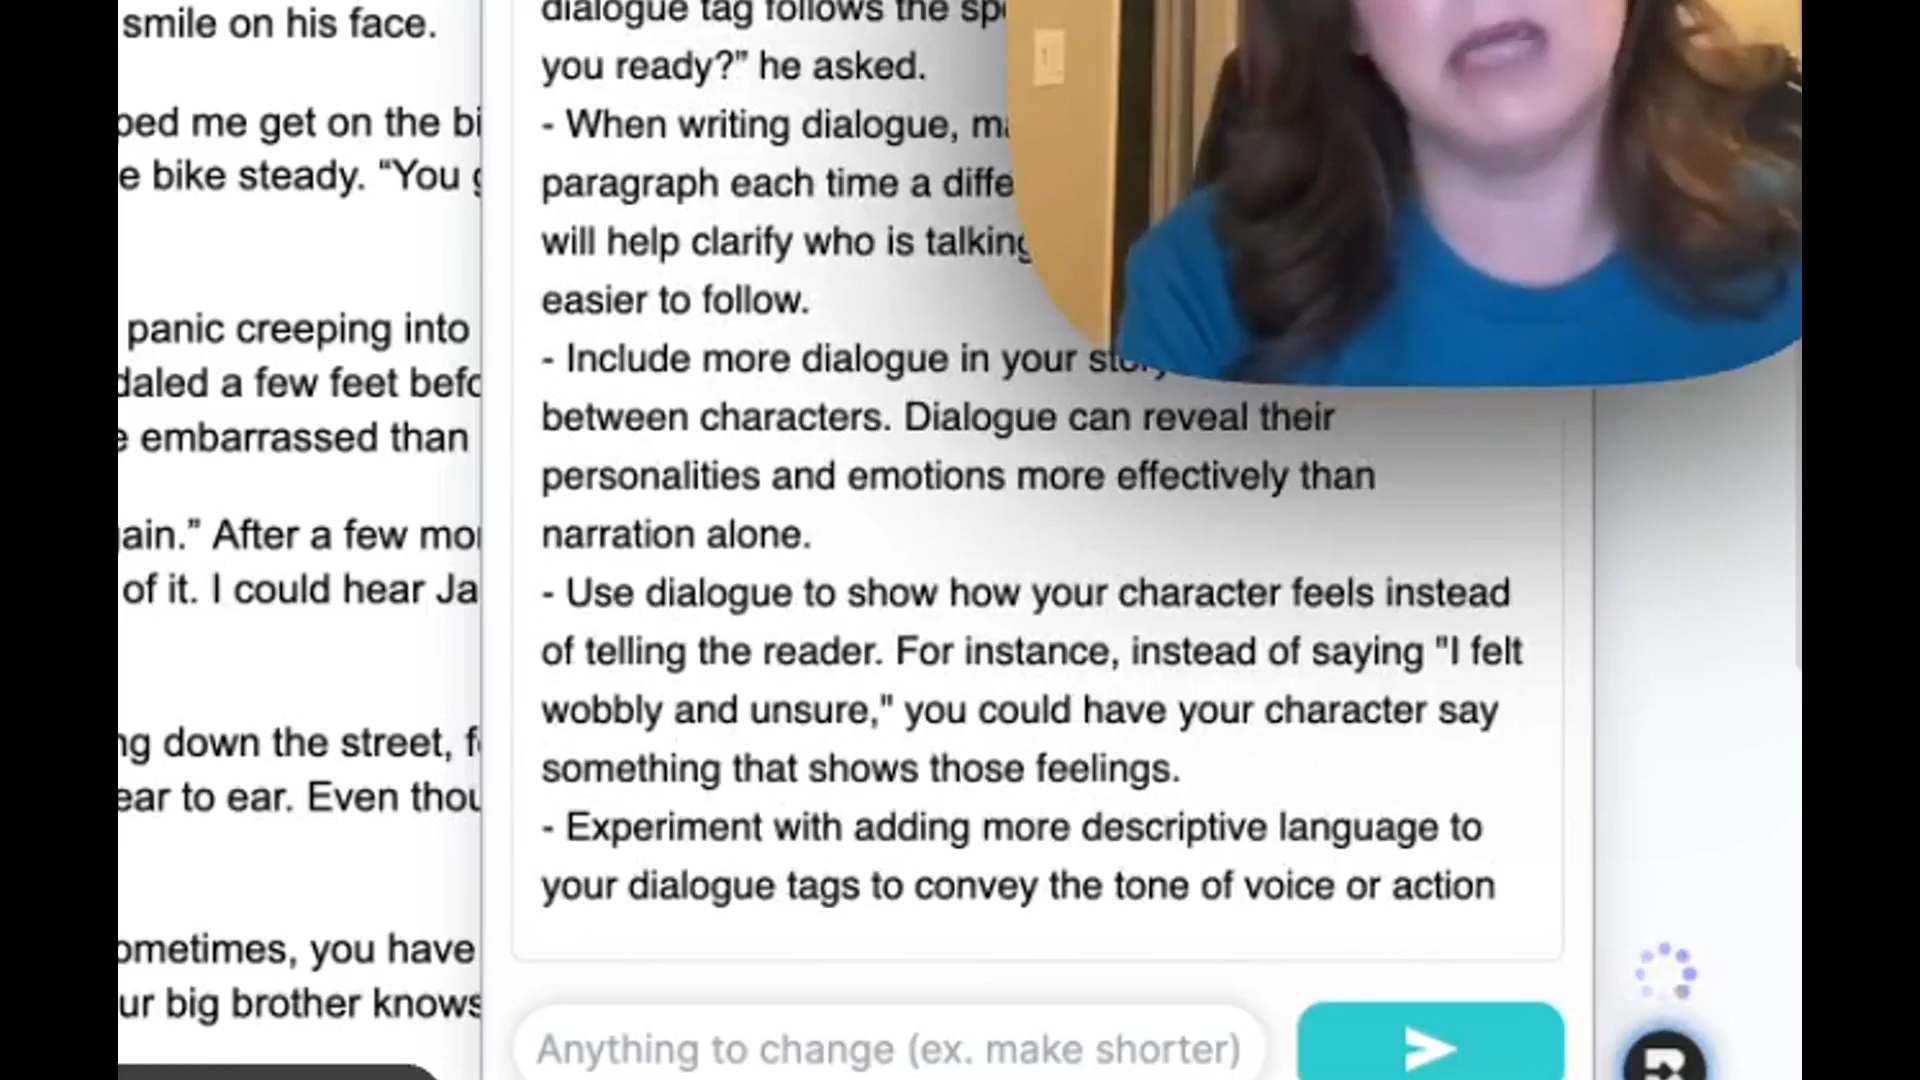 smile on his face.
ped me get on the bi
e bike steady. “You g
panic creeping into
daled a few feet befo
e embarrassed than
ain.” After a few mo
of it. I could hear Ja
ng down the street, f
ear to ear. Even thou
ometimes, you have
ur big brother knows
dialogue tag follows the sp
you ready?” he asked.
- When writing dialogue, ma
paragraph each time a diffe
will help clarify who is talking
easier to follow.
- Include more dialogue in your story
between characters. Dialogue can reveal their
personalities and emotions more effectively than
narration alone.
- Use dialogue to show how your character feels instead
of telling the reader. For instance, instead of saying "I felt
wobbly and unsure," you could have your character say
something that shows those feelings.
- Experiment with adding more descriptive language to
your dialogue tags to convey the tone of voice or action
Anything to change (ex. make shorter)